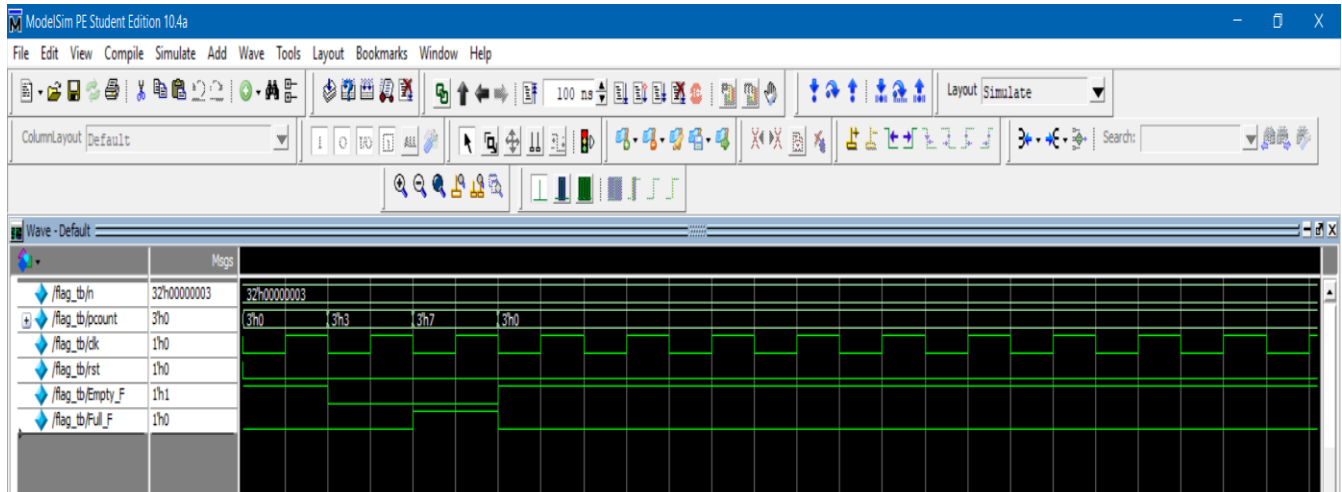 ModelSim PE Student Edition 10.4a
File Edit View Compile Simulate Add Wave Tools Layout Bookmarks Window Help
100 ns Layout Simulate
ColumnLayout Default ALL Search:
Wave - Default
Msgs
/flag_tb/n 32'h00000003 32'h00000003
/flag_tb/pcount 3'h0 3'h0 3'h3 3'h7 3'h0
/flag_tb/clk 1'h0
/flag_tb/rst 1'h0
/flag_tb/Empty_F 1'h1
/flag_tb/Full_F 1'h0